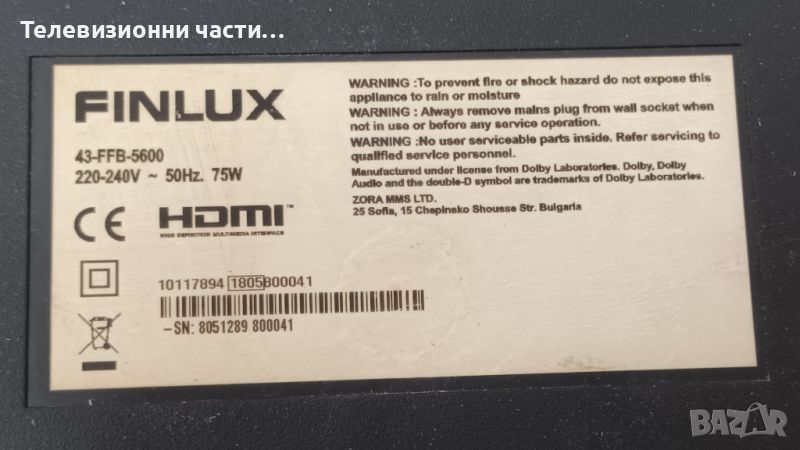 Телевизионни части…
FINLUX
43-FFB-5600
220-240V ~ 50Hz. 75W
CE HDMI™
HIGH DEFINITION MULTIMEDIA INTERFACE
10117894 1805800041
-SN: 8051289 800041
WARNING :To prevent fire or shock hazard do not expose this
appliance to rain or moisture
WARNING : Always remove mains plug from wall socket when
not in use or before any service operation.
WARNING :No user serviceable parts inside. Refer servicing to
qualified service personnel.
Manufactured under license from Dolby Laboratories. Dolby, Dolby
Audio and the double-D symbol are trademarks of Dolby Laboratories.
ZORA MMS LTD.
25 Sofia, 15 Chepinsko Shousse Str. Bulgaria
BAZAR